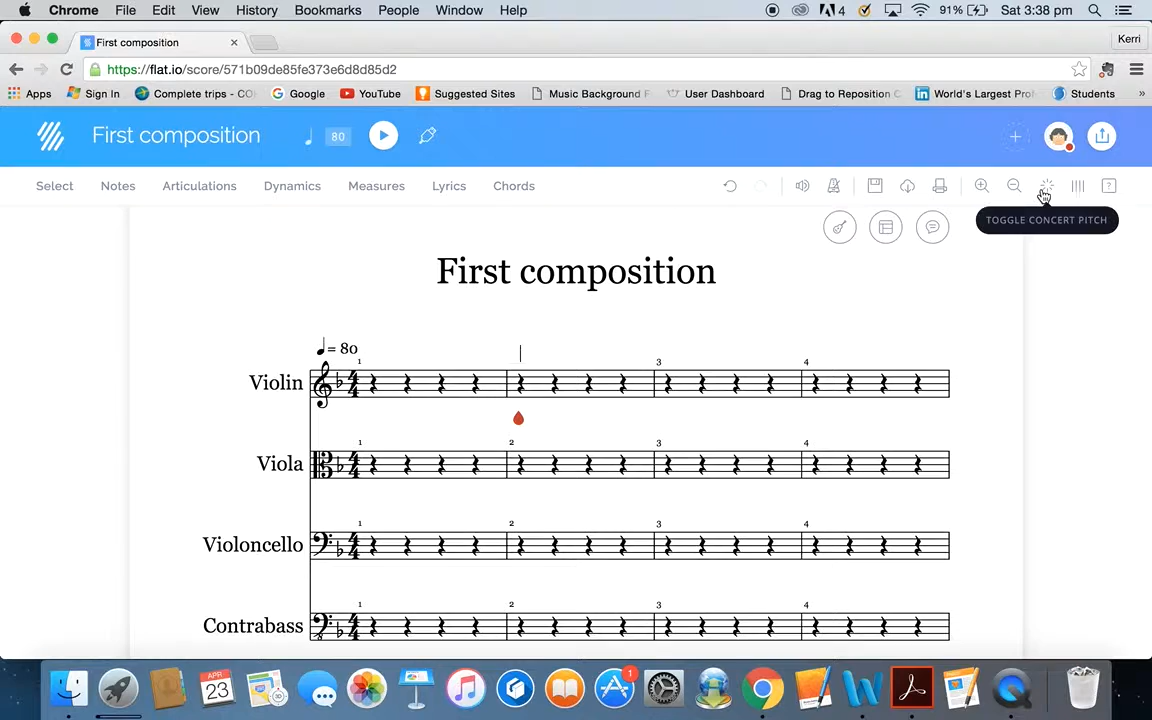 Chrome File Edit View History Bookmarks People Window Help 4 91% Sat 3:38 pm
First composition Kerri
https://flat.io/score/571b09de85fe373e6d8d85d2
Apps Sign In Complete trips - CO Google YouTube Suggested Sites Music Background F User Dashboard Drag to Reposition C World's Largest Pro Students »
First composition 80
Select Notes Articulations Dynamics Measures Lyrics Chords ?
TOGGLE CONCERT PITCH
First composition
= 80
1 3 4
Violin
1 2 3 4
Viola
1 2 3 4
Violoncello
1 2 3 4
Contrabass
APR 23 1